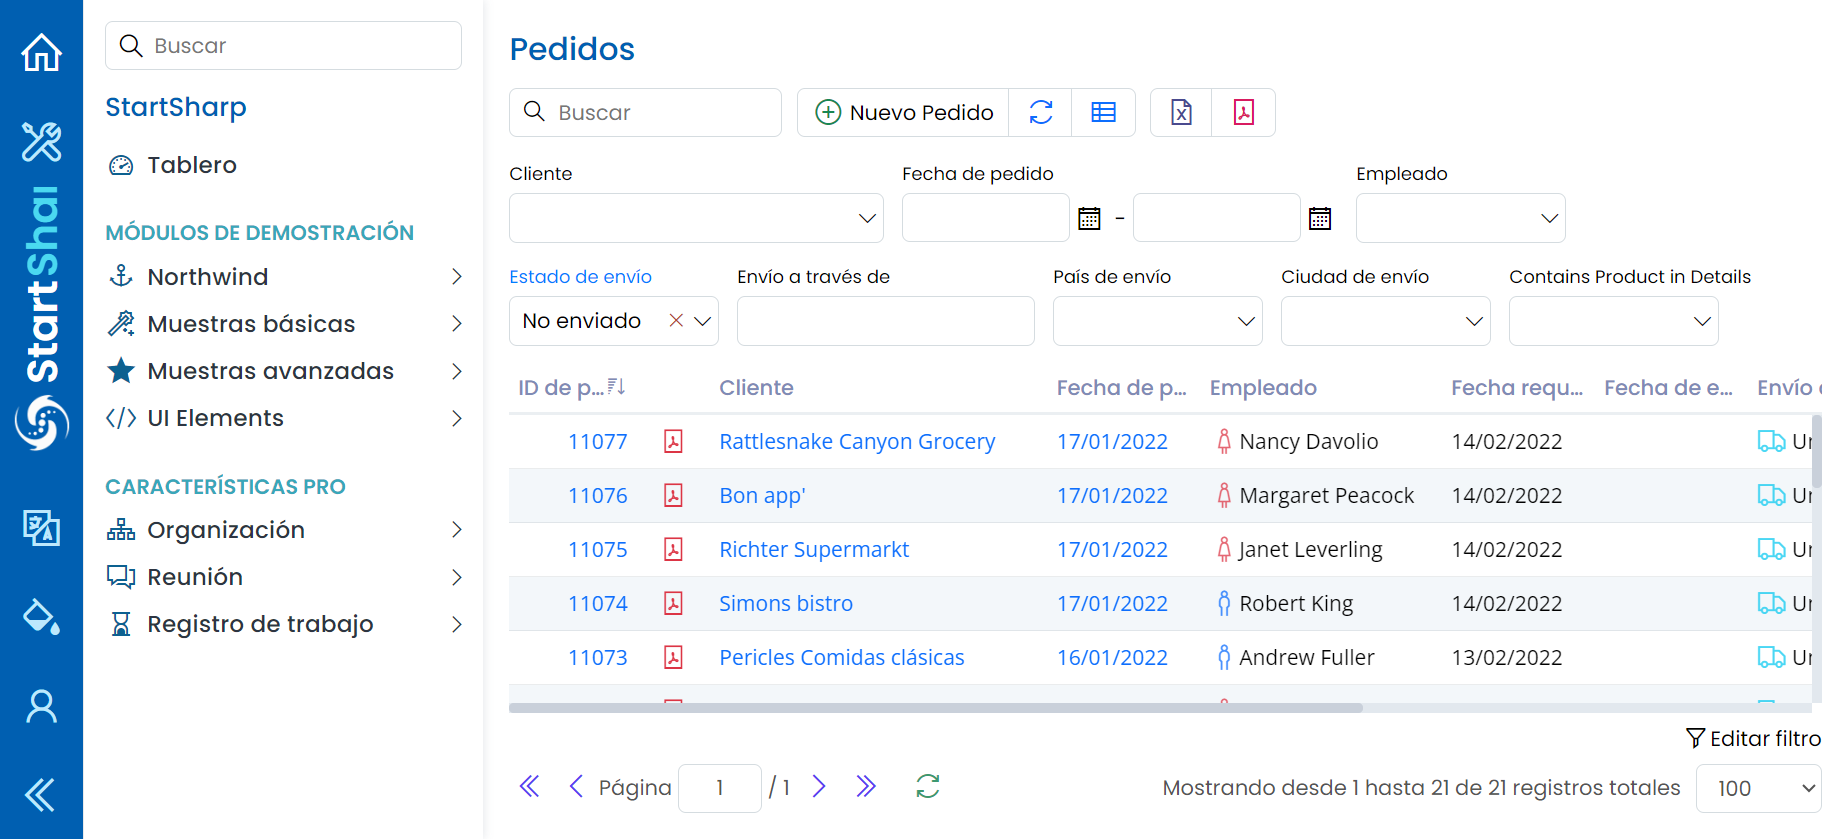 StartShar
Buscar
StartSharp
Tablero
MÓDULOS DE DEMOSTRACIÓN
Northwind
Muestras básicas
Muestras avanzadas
UI Elements
CARACTERÍSTICAS PRO
Organización
Reunión
Registro de trabajo
Pedidos
Buscar
Nuevo Pedido
Cliente
Fecha de pedido
Empleado
-
Estado de envío
Envío a través de
País de envío
Ciudad de envío
Contains Product in Details
No enviado
ID de p... Cliente Fecha de p... Empleado Fecha requ... Fecha de e... Envío
11077 Rattlesnake Canyon Grocery 17/01/2022 Nancy Davolio 14/02/2022 Un
11076 Bon app' 17/01/2022 Margaret Peacock 14/02/2022 Un
11075 Richter Supermarkt 17/01/2022 Janet Leverling 14/02/2022 Un
11074 Simons bistro 17/01/2022 Robert King 14/02/2022 Un
11073 Pericles Comidas clásicas 16/01/2022 Andrew Fuller 13/02/2022 Un
Editar filtro
Página 1 / 1
Mostrando desde 1 hasta 21 de 21 registros totales 100